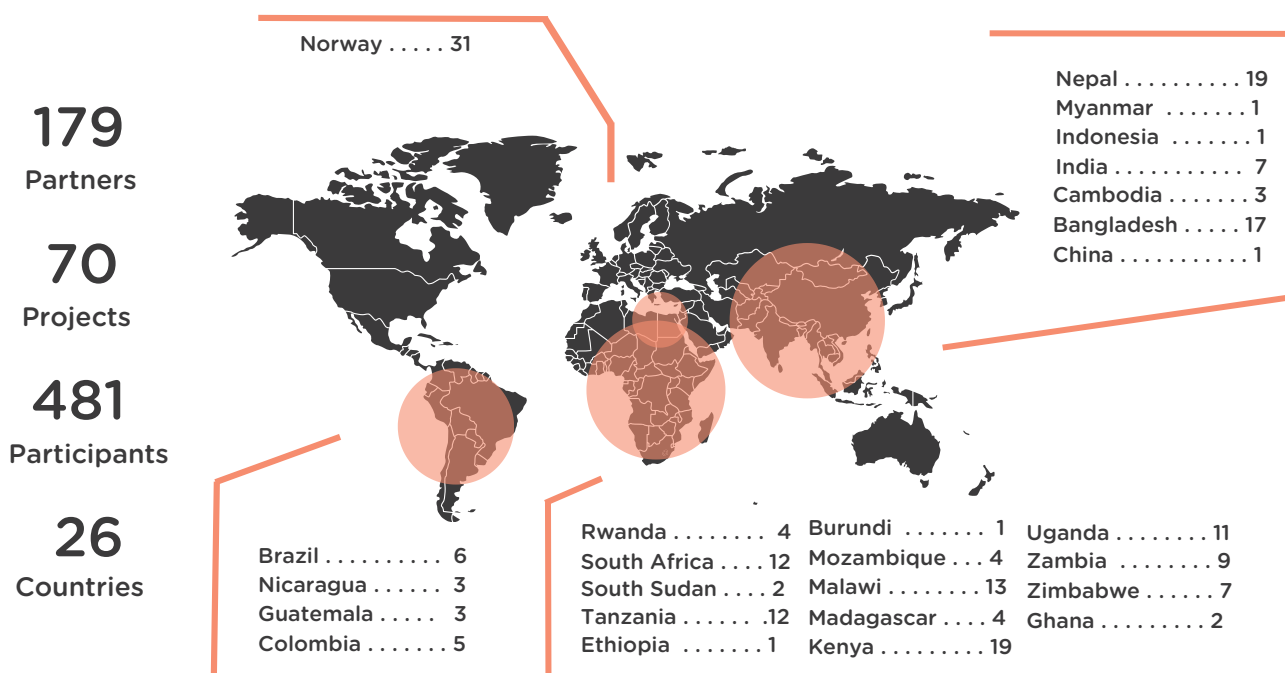 179
Partners
70
Projects
481
Participants
26
Countries
Norway . . . . . 31
Nepal . . . . . . . . . . 19
Myanmar . . . . . . . 1
Indonesia . . . . . . . 1
India . . . . . . . . . . . 7
Cambodia . . . . . . . 3
Bangladesh . . . . . 17
China . . . . . . . . . . . 1
Brazil . . . . . . . . . . 6
Nicaragua . . . . . . 3
Guatemala . . . . . 3
Colombia . . . . . . 5
Rwanda . . . . . . . . 4
South Africa . . . . 12
South Sudan . . . . 2
Tanzania . . . . . . .12
Ethiopia . . . . . . . 1
Burundi . . . . . . . 1
Mozambique . . 4
Malawi . . . . . . . . 13
Madagascar . . . . 4
Kenya . . . . . . . . . 19
Uganda . . . . . . . . 11
Zambia . . . . . . . . 9
Zimbabwe . . . . . 7
Ghana . . . . . . . . . 2